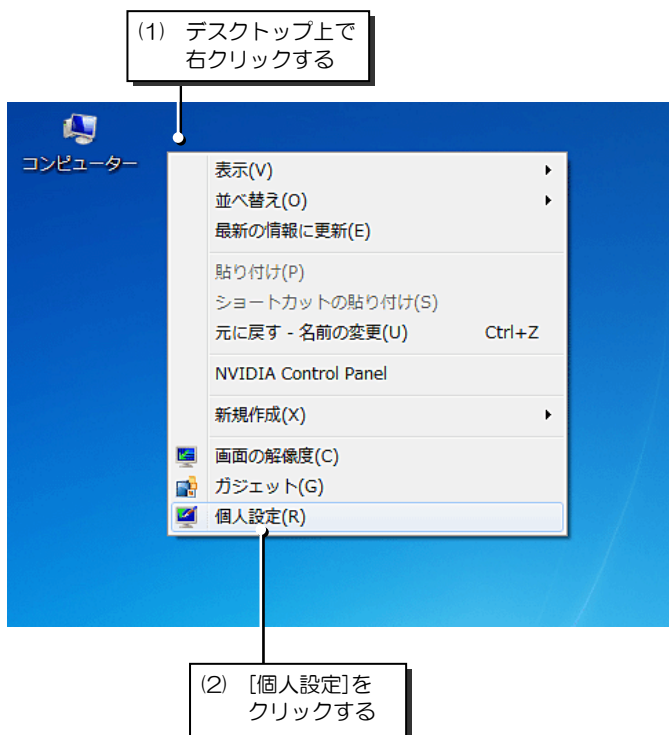 (1) デスクトップ上で
右クリックする
コンピューター
表示(V)
並べ替え(O)
最新の情報に更新(E)
貼り付け(P)
ショートカットの貼り付け(S)
元に戻す - 名前の変更(U) Ctrl+Z
NVIDIA Control Panel
新規作成(X)
画面の解像度(C)
ガジェット(G)
個人設定(R)
(2) [個人設定]を
クリックする